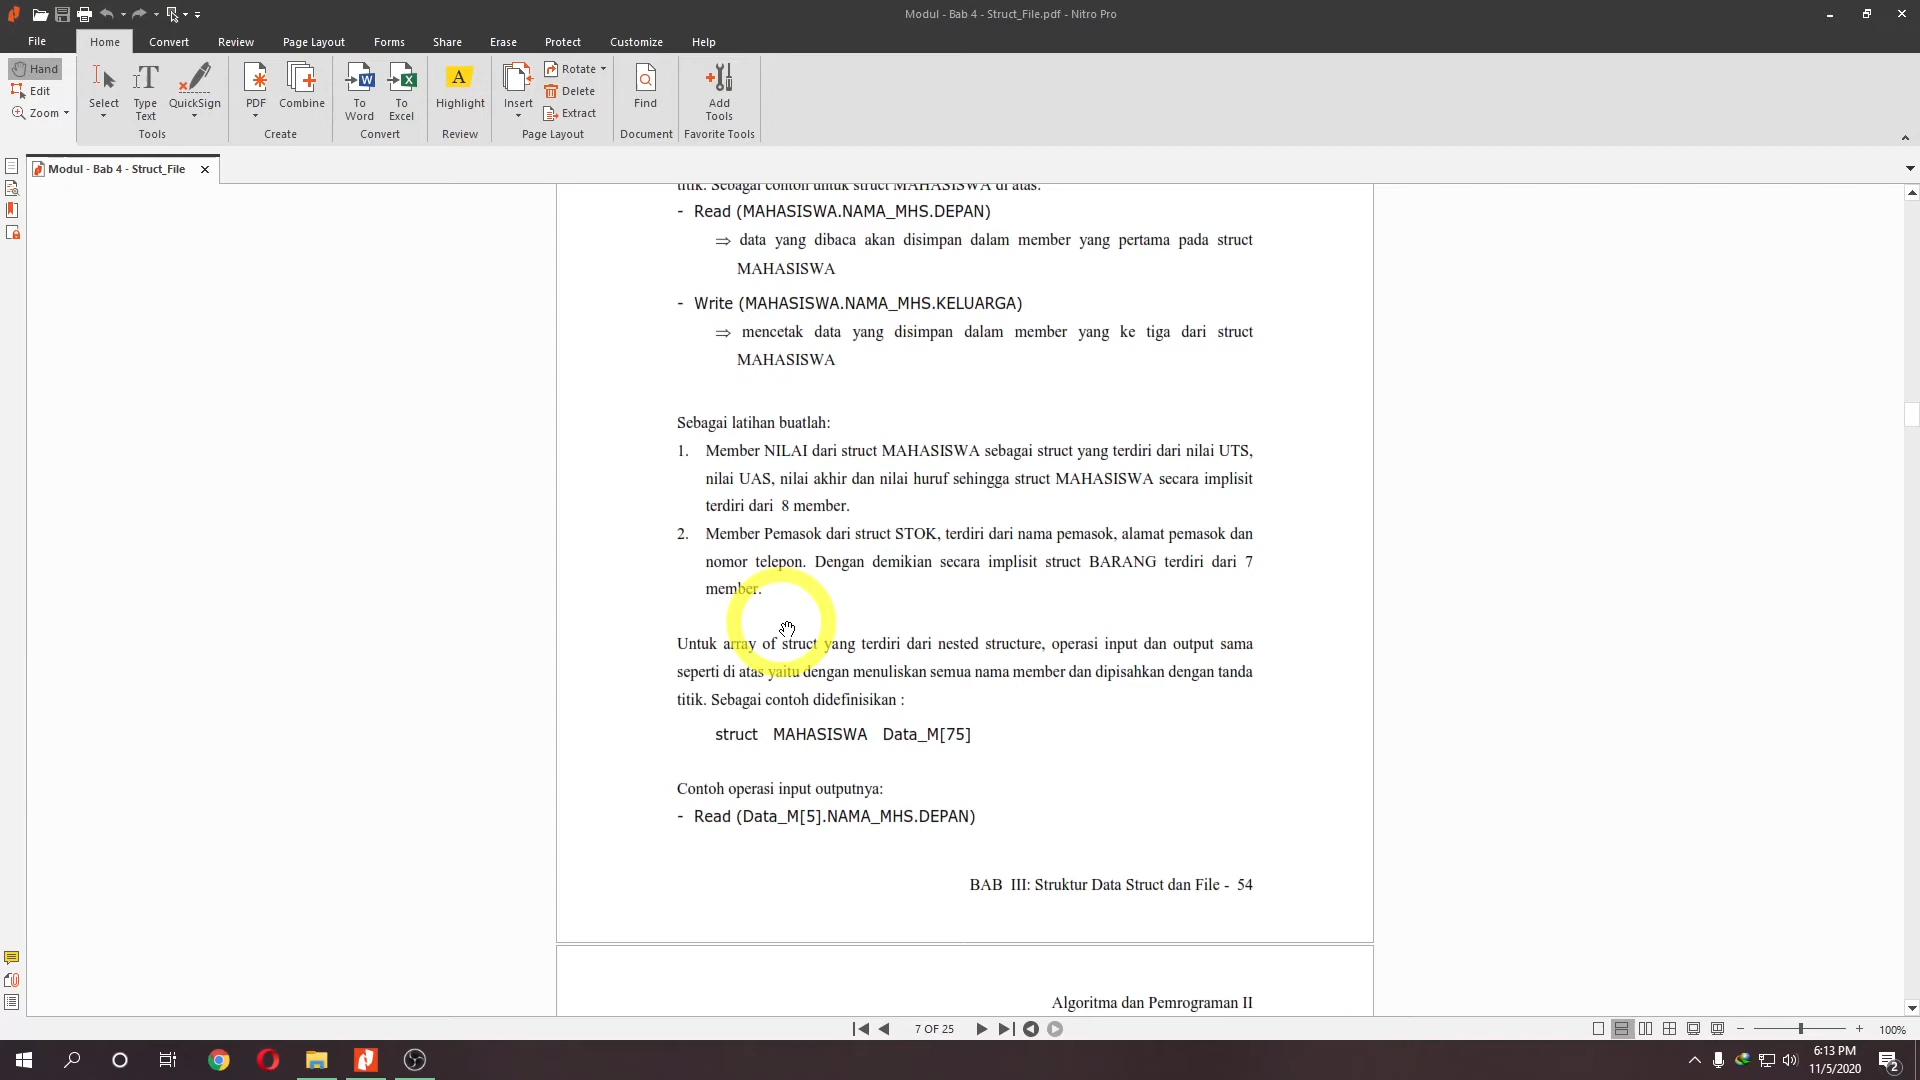 Modul - Bab 4 - Struct_File.pdf - Nitro Pro
File Home Convert Review Page Layout Forms Share Erase Protect Customize Help
Hand
Edit
Zoom
Select
Type Text
QuickSign
Tools
PDF
Combine
Create
To Word
To Excel
Convert
Highlight
Review
Insert
Rotate
Delete
Extract
Page Layout
Find
Document
Add Tools
Favorite Tools
Modul - Bab 4 - Struct_File
titik. Sebagai contoh untuk struct MAHASISWA di atas:
- Read (MAHASISWA.NAMA_MHS.DEPAN)
⇒ data yang dibaca akan disimpan dalam member yang pertama pada struct
MAHASISWA
- Write (MAHASISWA.NAMA_MHS.KELUARGA)
⇒ mencetak data yang disimpan dalam member yang ke tiga dari struct
MAHASISWA
Sebagai latihan buatlah:
1. Member NILAI dari struct MAHASISWA sebagai struct yang terdiri dari nilai UTS,
nilai UAS, nilai akhir dan nilai huruf sehingga struct MAHASISWA secara implisit
terdiri dari 8 member.
2. Member Pemasok dari struct STOK, terdiri dari nama pemasok, alamat pemasok dan
nomor telepon. Dengan demikian secara implisit struct BARANG terdiri dari 7
member.
Untuk array of struct yang terdiri dari nested structure, operasi input dan output sama
seperti di atas yaitu dengan menuliskan semua nama member dan dipisahkan dengan tanda
titik. Sebagai contoh didefinisikan :
struct MAHASISWA Data_M[75]
Contoh operasi input outputnya:
- Read (Data_M[5].NAMA_MHS.DEPAN)
BAB III: Struktur Data Struct dan File - 54
Algoritma dan Pemrograman II
7 OF 25
100%
6:13 PM
11/5/2020
2